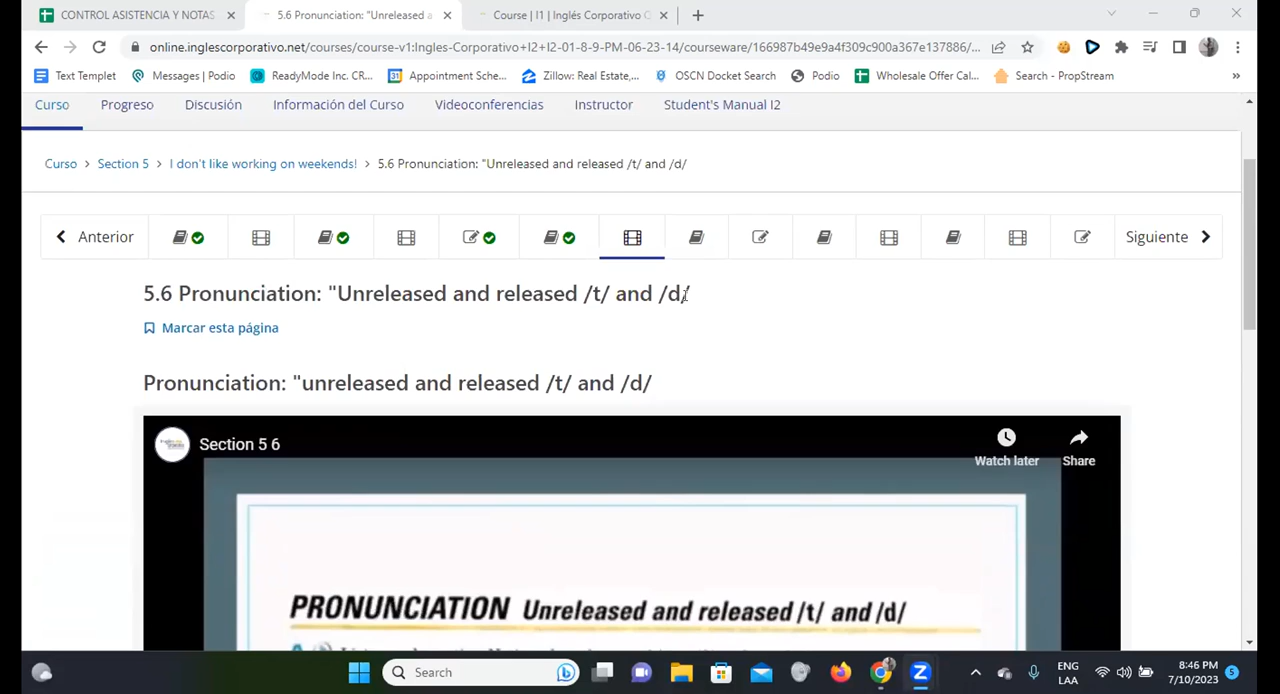 CONTROL ASISTENCIA Y NOTAS
5.6 Pronunciation: "Unreleased a
Course | I1 | Inglés Corporativo C
online.inglescorporativo.net/courses/course-v1:Ingles-Corporativo+I2+I2-01-8-9-PM-06-23-14/courseware/166987b49e9a4f309c900a367e137886/...
Text Templet
Messages | Podio
ReadyMode Inc. CR...
Appointment Sche...
Zillow: Real Estate,...
OSCN Docket Search
Podio
Wholesale Offer Cal...
Search - PropStream
»
Curso
Progreso
Discusión
Información del Curso
Videoconferencias
Instructor
Student's Manual I2
Curso > Section 5 > I don't like working on weekends! > 5.6 Pronunciation: "Unreleased and released /t/ and /d/
Anterior
Siguiente
5.6 Pronunciation: "Unreleased and released /t/ and /d/
Marcar esta página
Pronunciation: "unreleased and released /t/ and /d/
Section 5 6
Watch later
Share
PRONUNCIATION Unreleased and released /t/ and /d/
Search
ENG
LAA
8:46 PM
7/10/2023
5